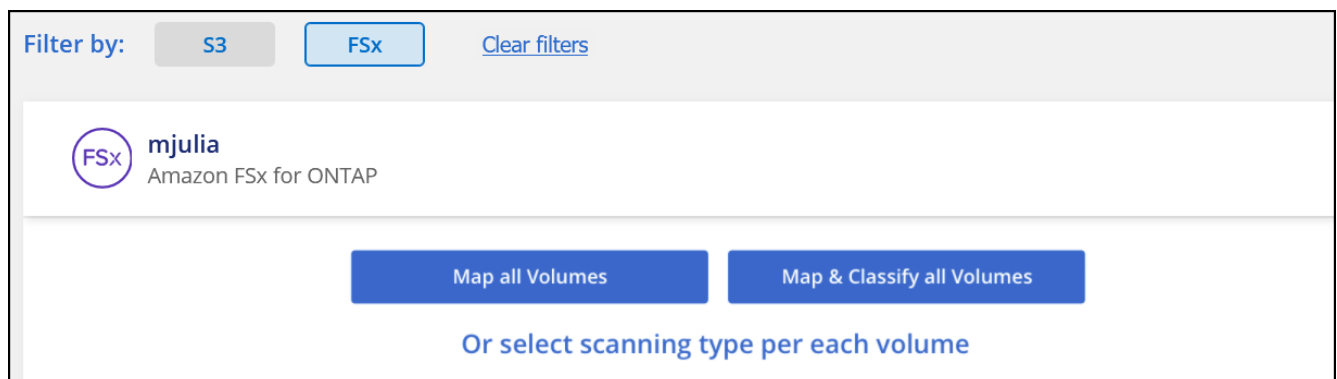 Filter by: S3 FSx Clear filters
FSx mjulia
Amazon FSx for ONTAP
Map all Volumes Map & Classify all Volumes
Or select scanning type per each volume